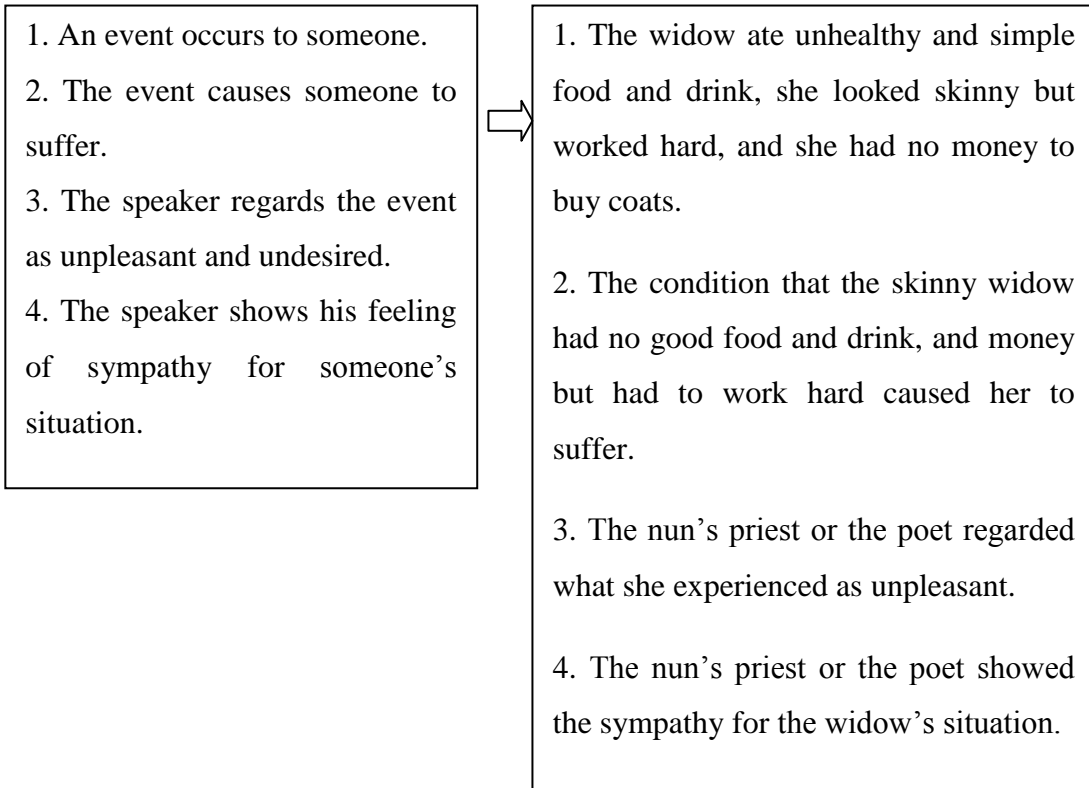 1. An event occurs to someone.
2. The event causes someone to
suffer.
3. The speaker regards the event
as unpleasant and undesired.
4. The speaker shows his feeling
of sympathy for someone’s
situation.
1. The widow ate unhealthy and simple
food and drink, she looked skinny but
worked hard, and she had no money to
buy coats.
2. The condition that the skinny widow
had no good food and drink, and money
but had to work hard caused her to
suffer.
3. The nun’s priest or the poet regarded
what she experienced as unpleasant.
4. The nun’s priest or the poet showed
the sympathy for the widow’s situation.